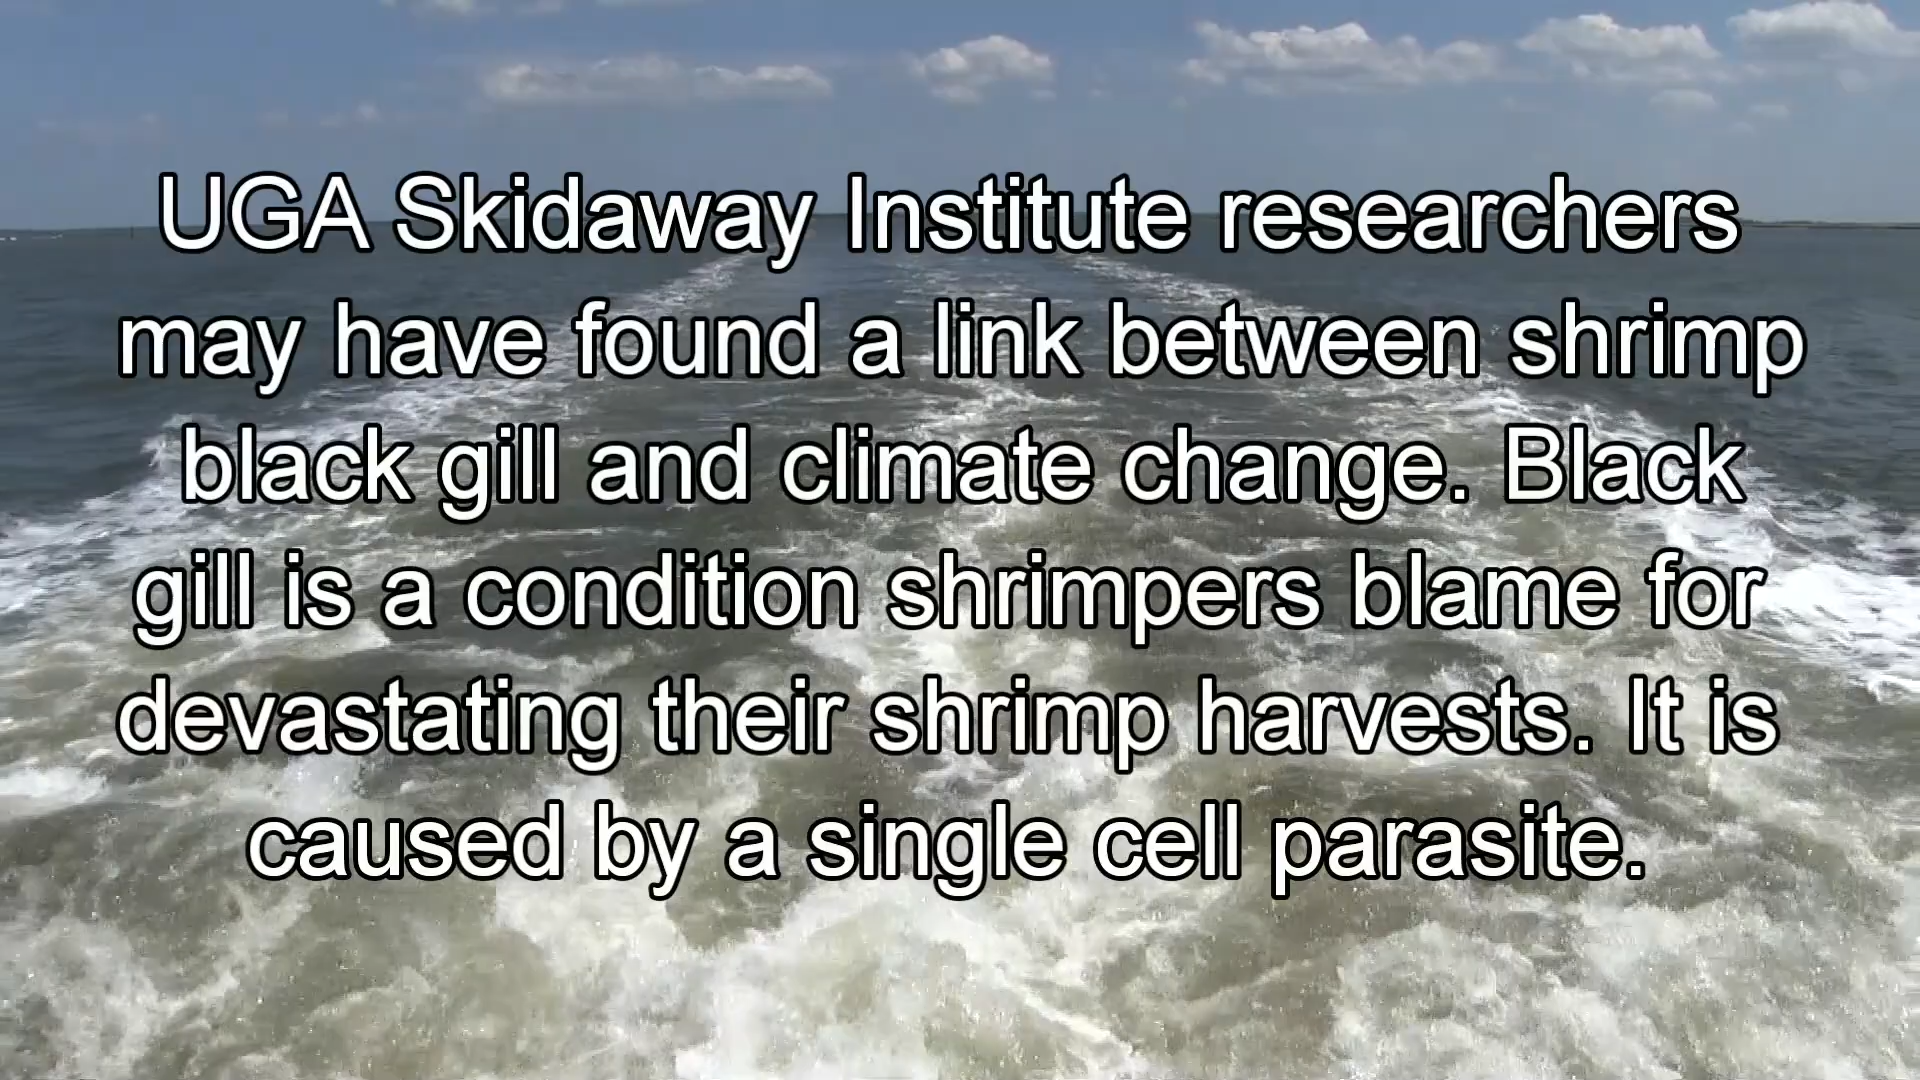 UGA Skidaway Institute researchers
may have found a link between shrimp
black gill and climate change. Black
gill is a condition shrimpers blame for
devastating their shrimp harvests. It is
caused by a single cell parasite.